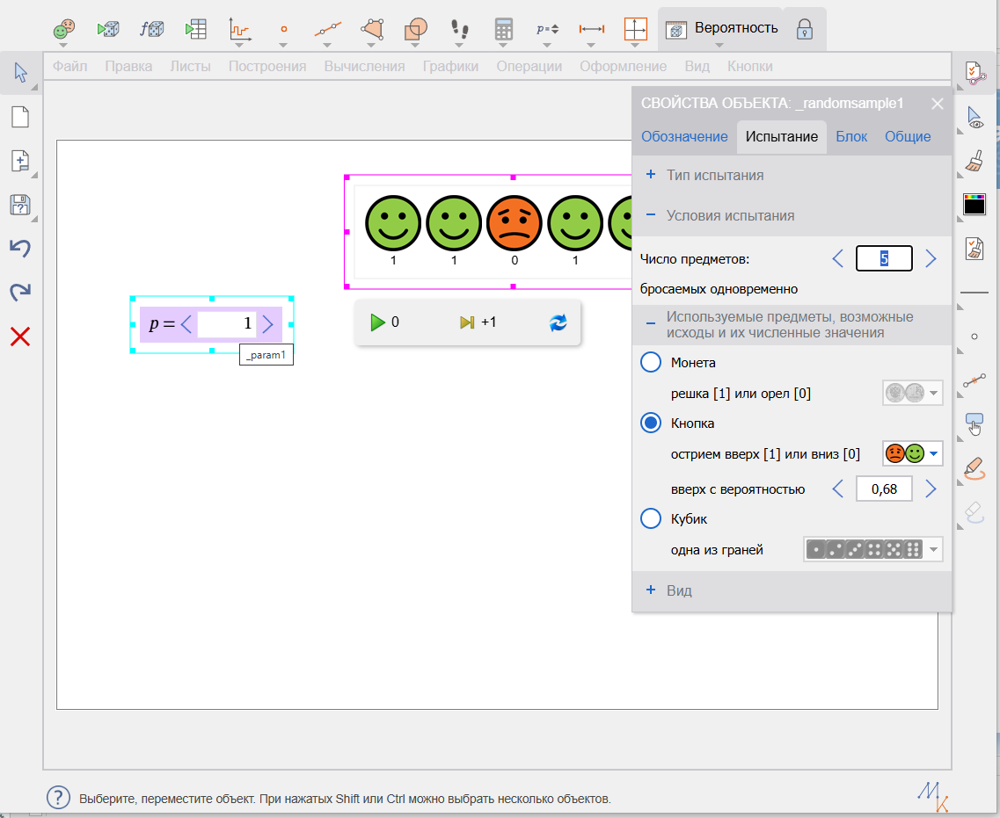 p=
Вероятность
Файл Правка Листы Построения Вычисления Графики Операции Оформление Вид Кнопки
СВОЙСТВА ОБЪЕКТА: _randomsample1
Обозначение Испытание Блок Общие
+ Тип испытания
− Условия испытания
Число предметов: 5
бросаемых одновременно
− Используемые предметы, возможные
исходы и их численные значения
Монета
решка [1] или орел [0]
Кнопка
острием вверх [1] или вниз [0]
вверх с вероятностью 0,68
Кубик
одна из граней
+ Вид
1 1 0 1
0 +1
p = 1
_param1
? Выберите, переместите объект. При нажатых Shift или Ctrl можно выбрать несколько объектов.
МК